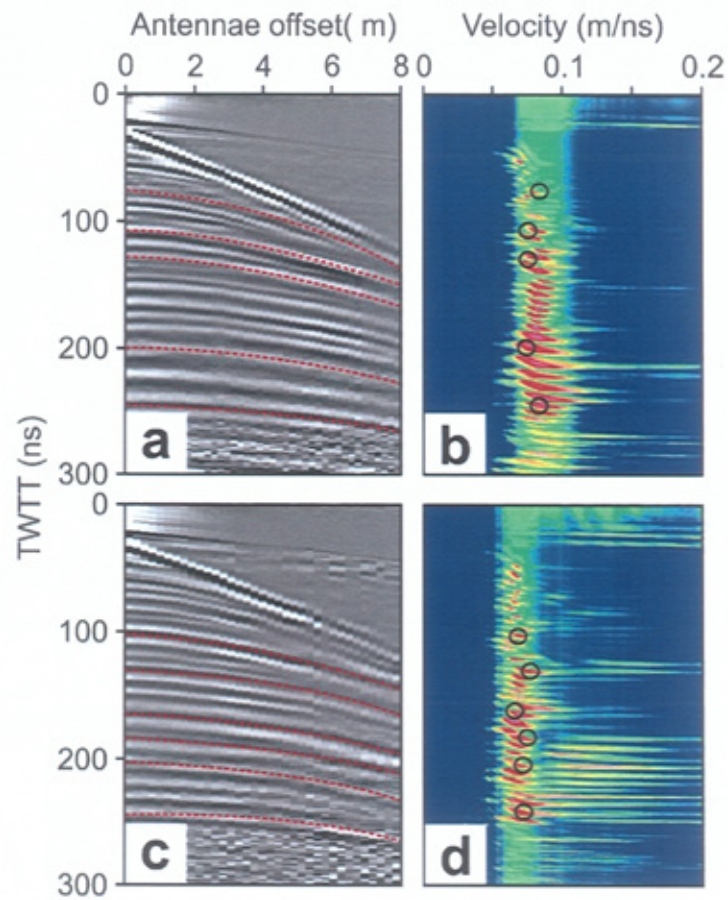 Antennae offset( m)
Velocity (m/ns)
0 2 4 6 8
0 0.1 0.2
0
100
200
300
a
b
TWTT (ns)
0
100
200
300
c
d